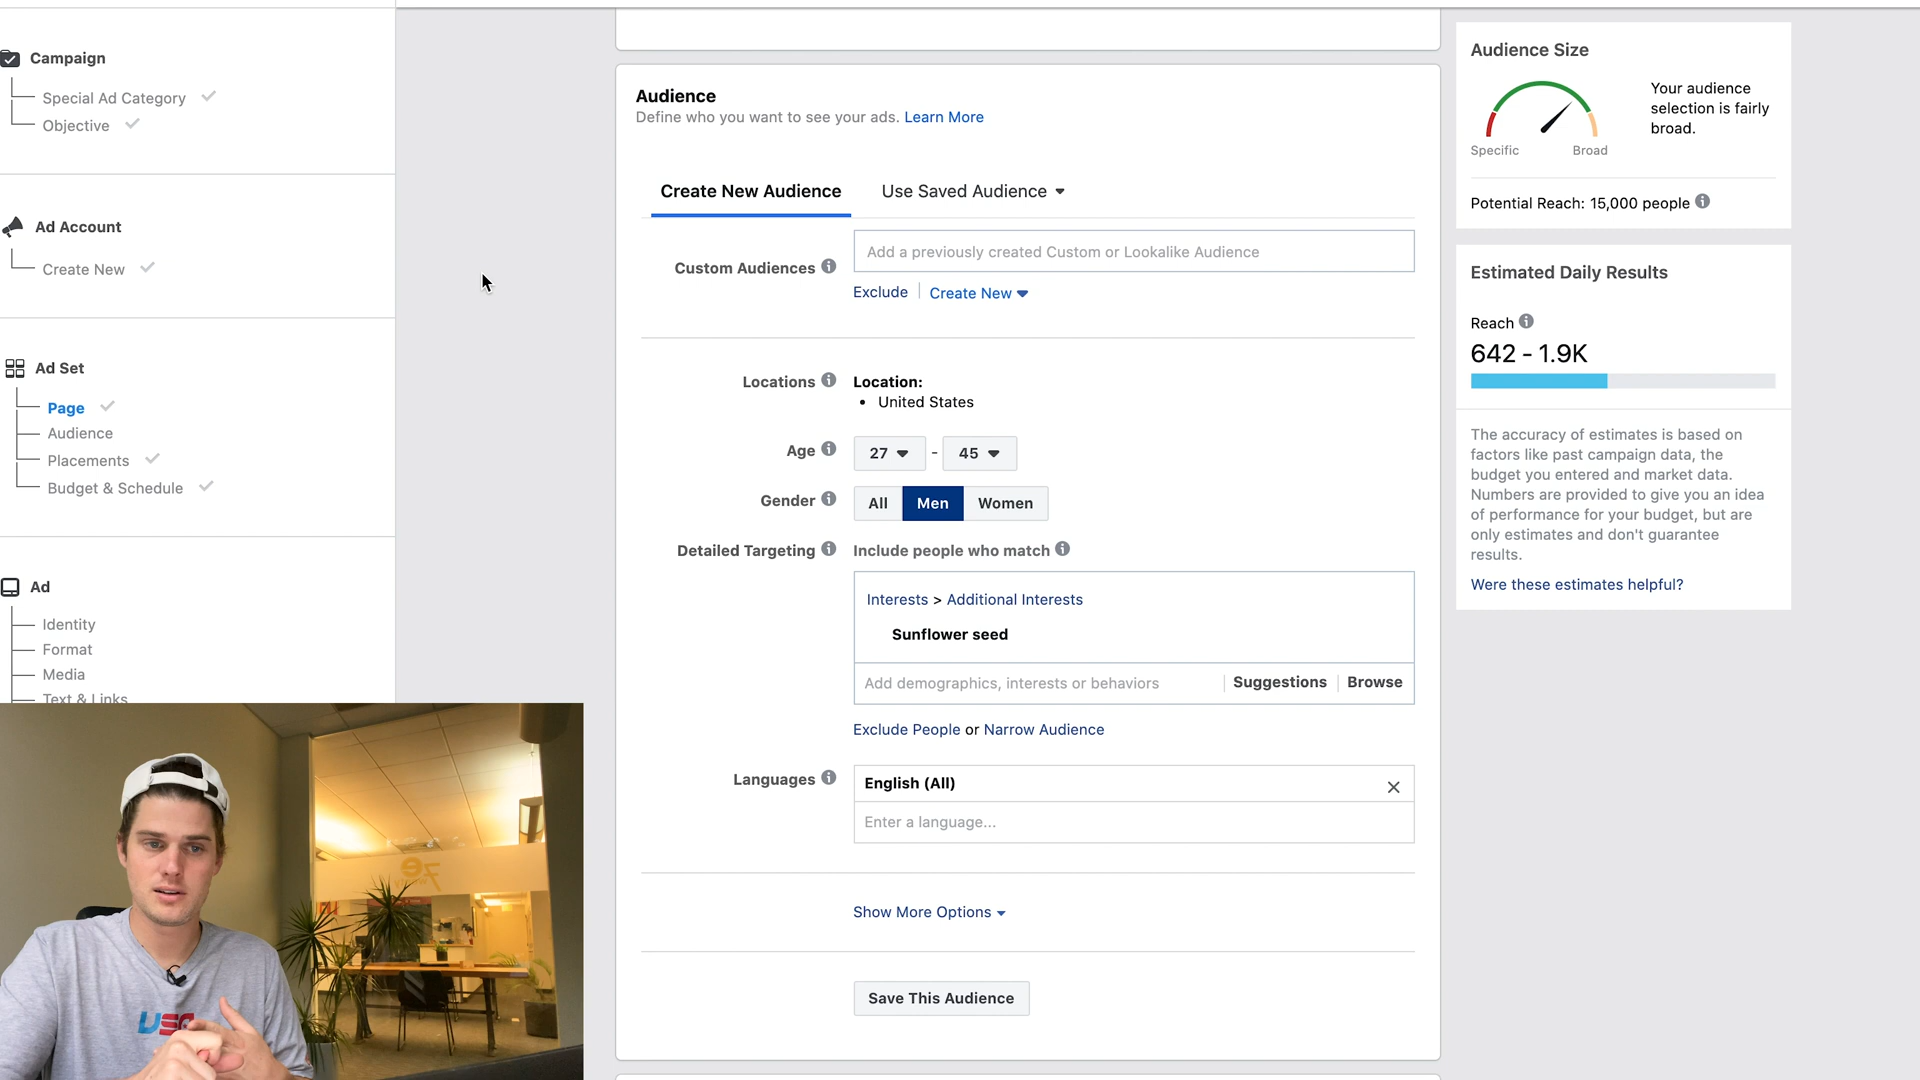 Campaign
Special Ad Category
Objective
Ad Account
Create New
Ad Set
Page
Audience
Placements
Budget & Schedule
Ad
Identity
Format
Media
Text & Links
Audience
Define who you want to see your ads. Learn More
Create New Audience
Use Saved Audience
Custom Audiences
Add a previously created Custom or Lookalike Audience
Exclude
Create New
Locations
Location:
• United States
Age
27 - 45
Gender
All Men Women
Detailed Targeting
Include people who match
Interests > Additional Interests
Sunflower seed
Add demographics, interests or behaviors
Suggestions
Browse
Exclude People or Narrow Audience
Languages
English (All)
Enter a language...
Show More Options
Save This Audience
Audience Size
Specific
Broad
Your audience
selection is fairly
broad.
Potential Reach: 15,000 people
Estimated Daily Results
Reach
642 - 1.9K
The accuracy of estimates is based on
factors like past campaign data, the
budget you entered and market data.
Numbers are provided to give you an idea
of performance for your budget, but are
only estimates and don't guarantee
results.
Were these estimates helpful?